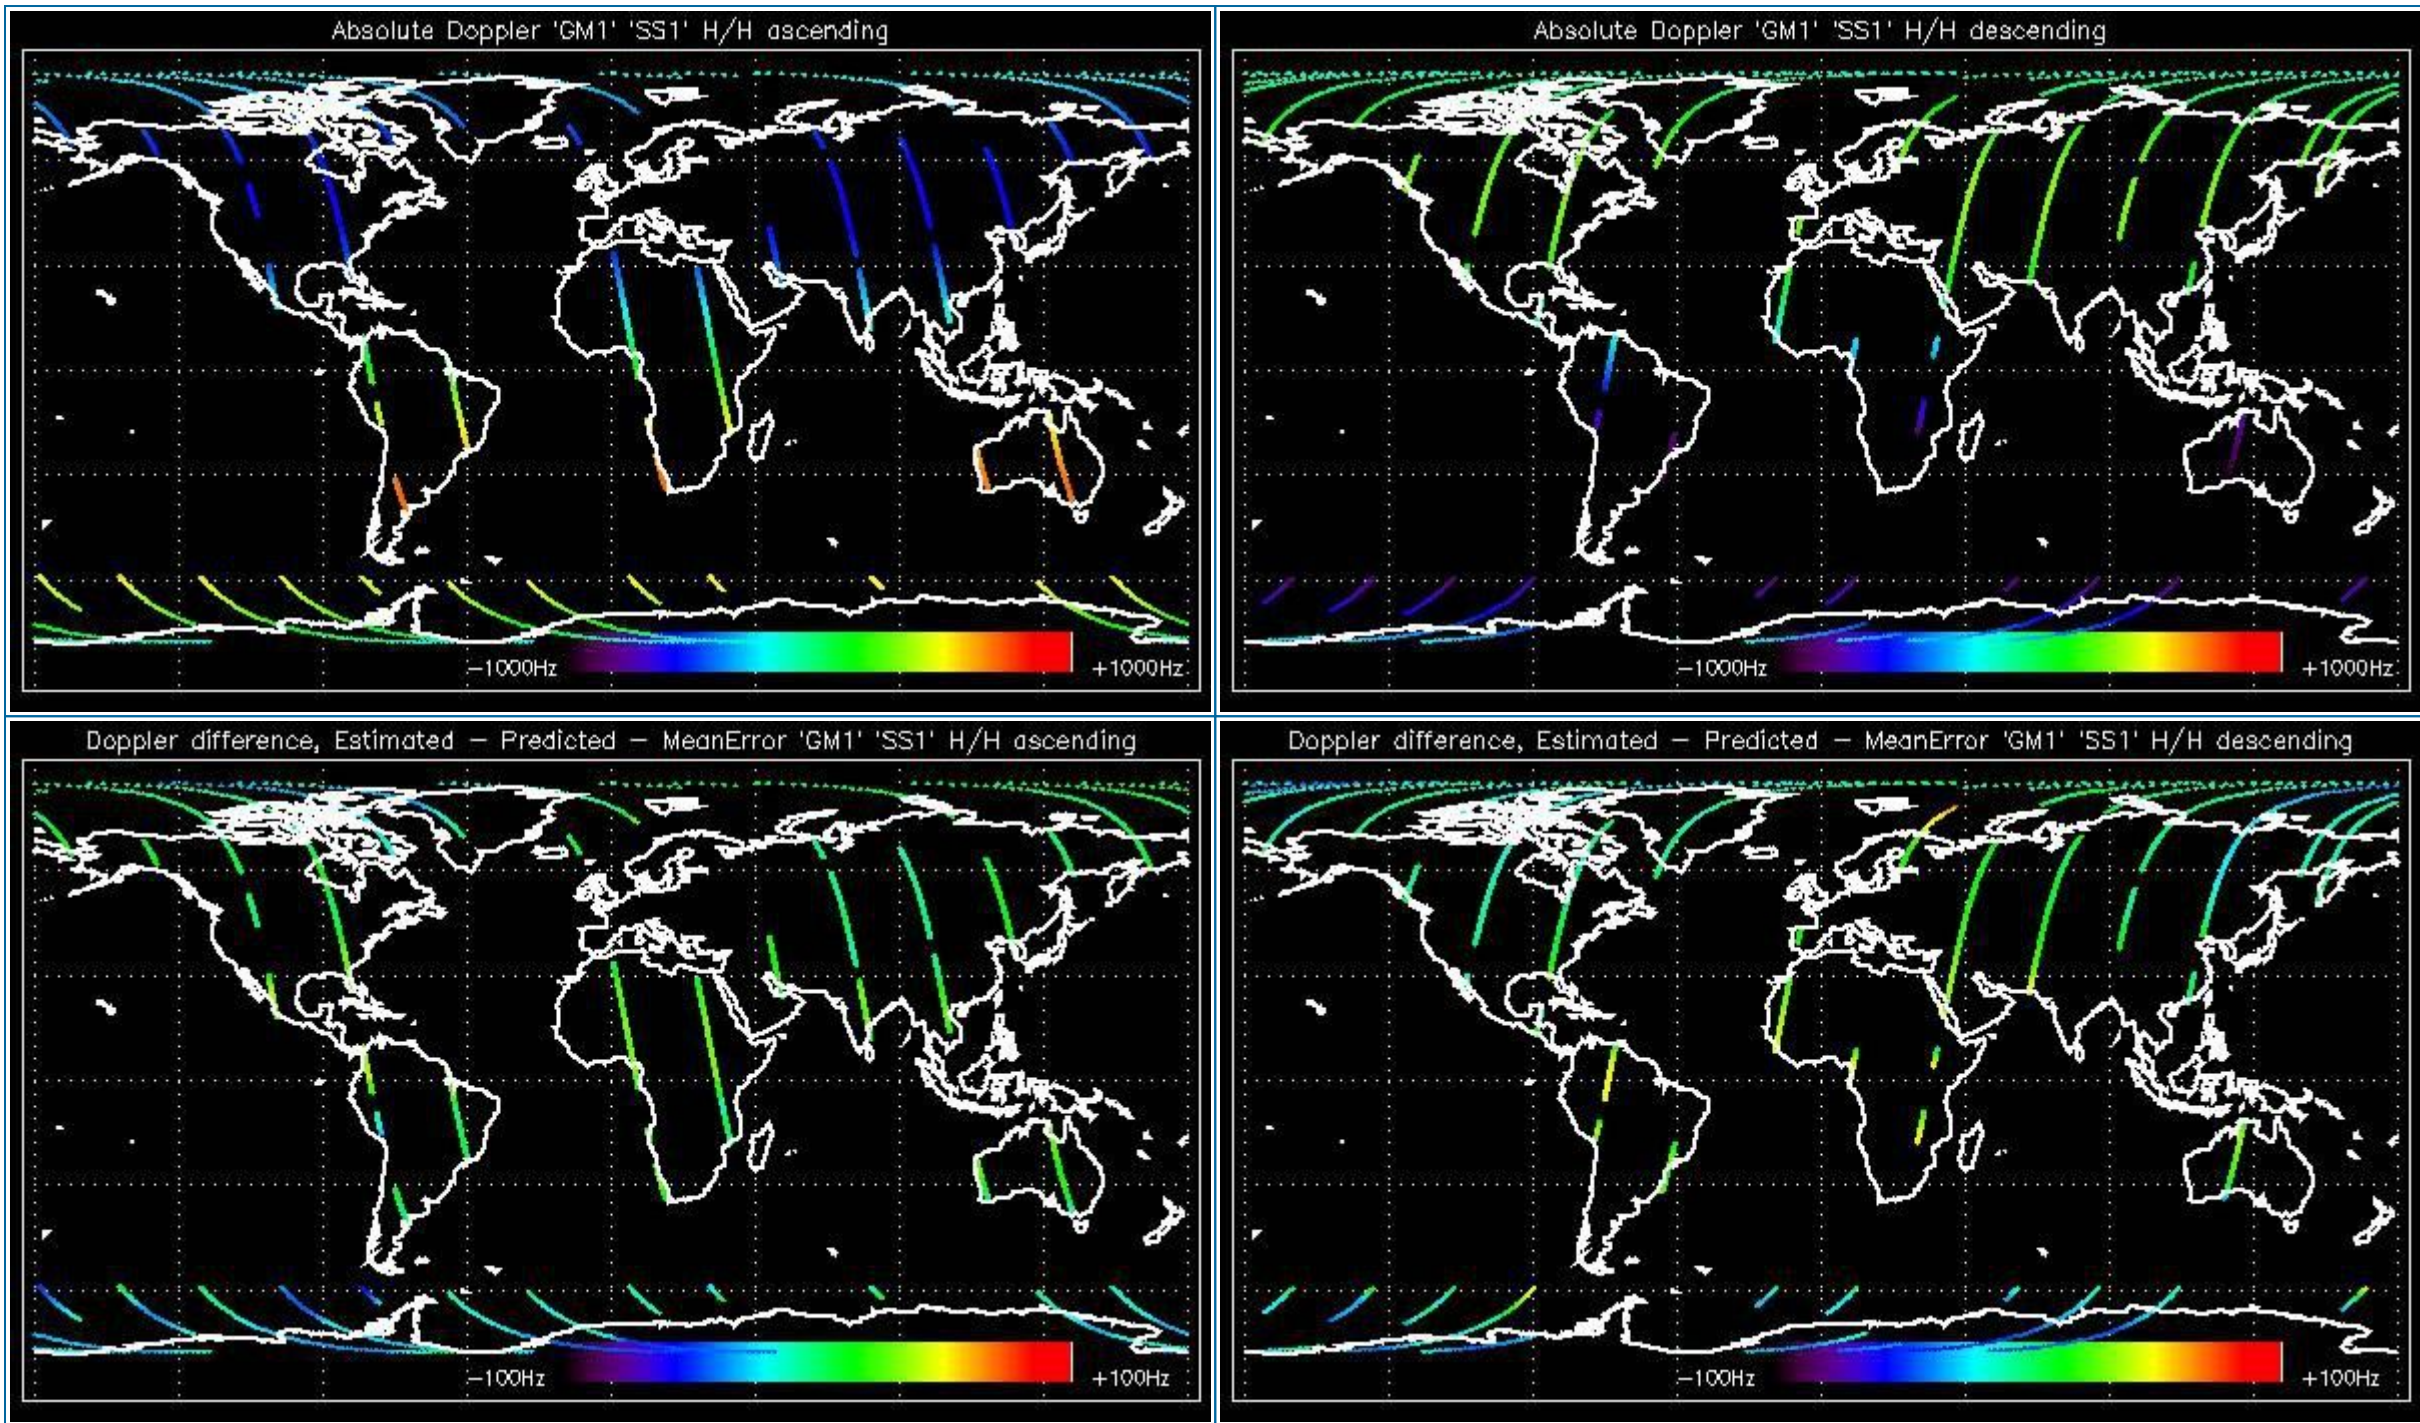 Absolute Doppler 'GM1' 'SS1' H/H ascending
−1000Hz
+1000Hz
Absolute Doppler 'GM1' 'SS1' H/H descending
−1000Hz
+1000Hz
Doppler difference, Estimated − Predicted − MeanError 'GM1' 'SS1' H/H ascending
−100Hz
+100Hz
Doppler difference, Estimated − Predicted − MeanError 'GM1' 'SS1' H/H descending
−100Hz
+100Hz